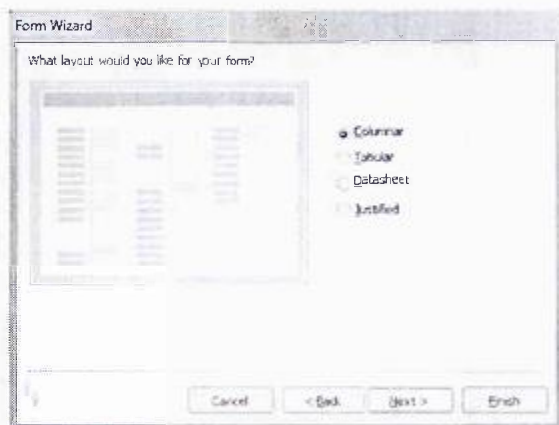 Form Wizard
What layout would you like for your form?
Columnar
Tabular
Datasheet
Justified
Cancel
< Back
Next >
Finish